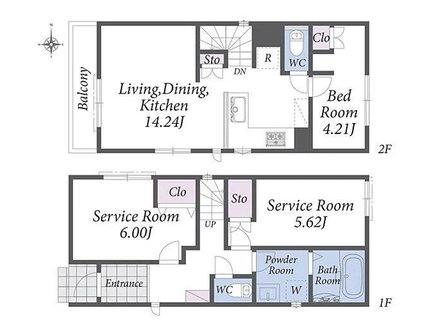 Balcony
Living,Dining,
Kitchen
14.24J
Sto
DN
R
WC
Clo
Bed
Room
4.21J
2F
Service Room
6.00J
Clo
UP
Sto
Service Room
5.62J
Entrance
WC
Powder
Room
W
Bath
Room
1F